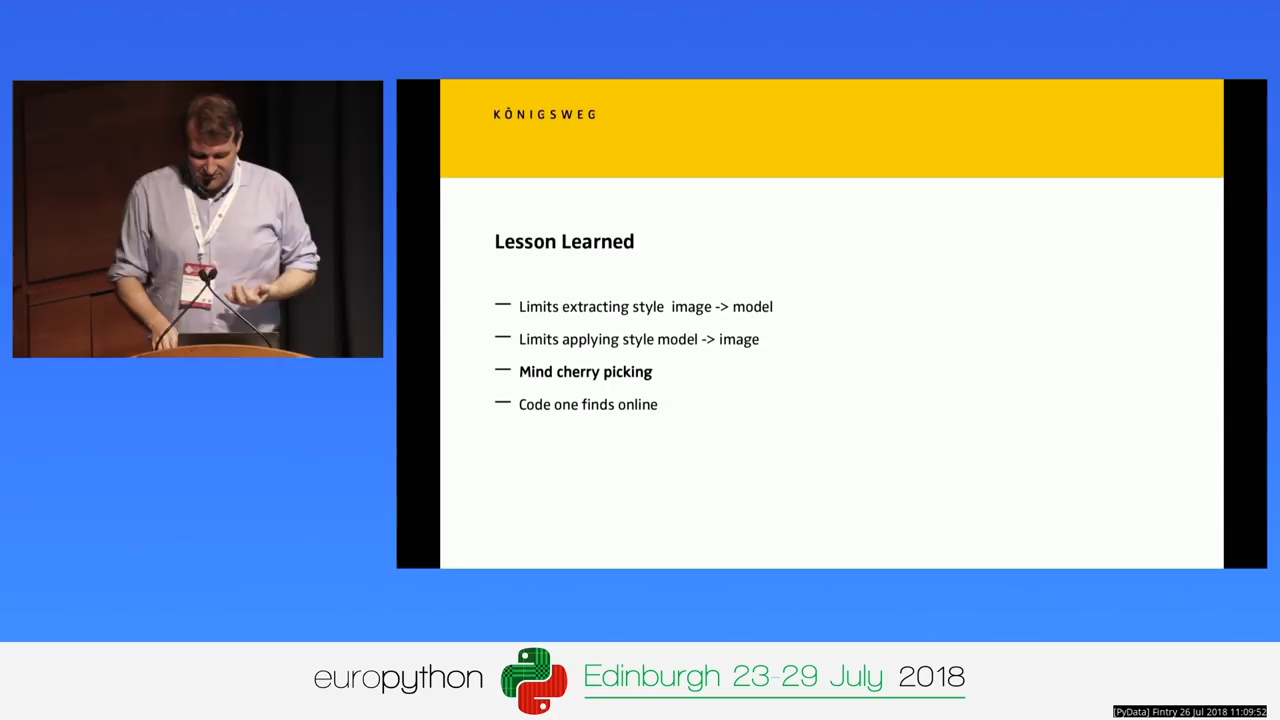 KÖNIGSWEG
Lesson Learned
— Limits extracting style image -> model
— Limits applying style model -> image
— Mind cherry picking
— Code one finds online
europython Edinburgh 23-29 July 2018
[PyData] Fintry 26 Jul 2018 11:09:52